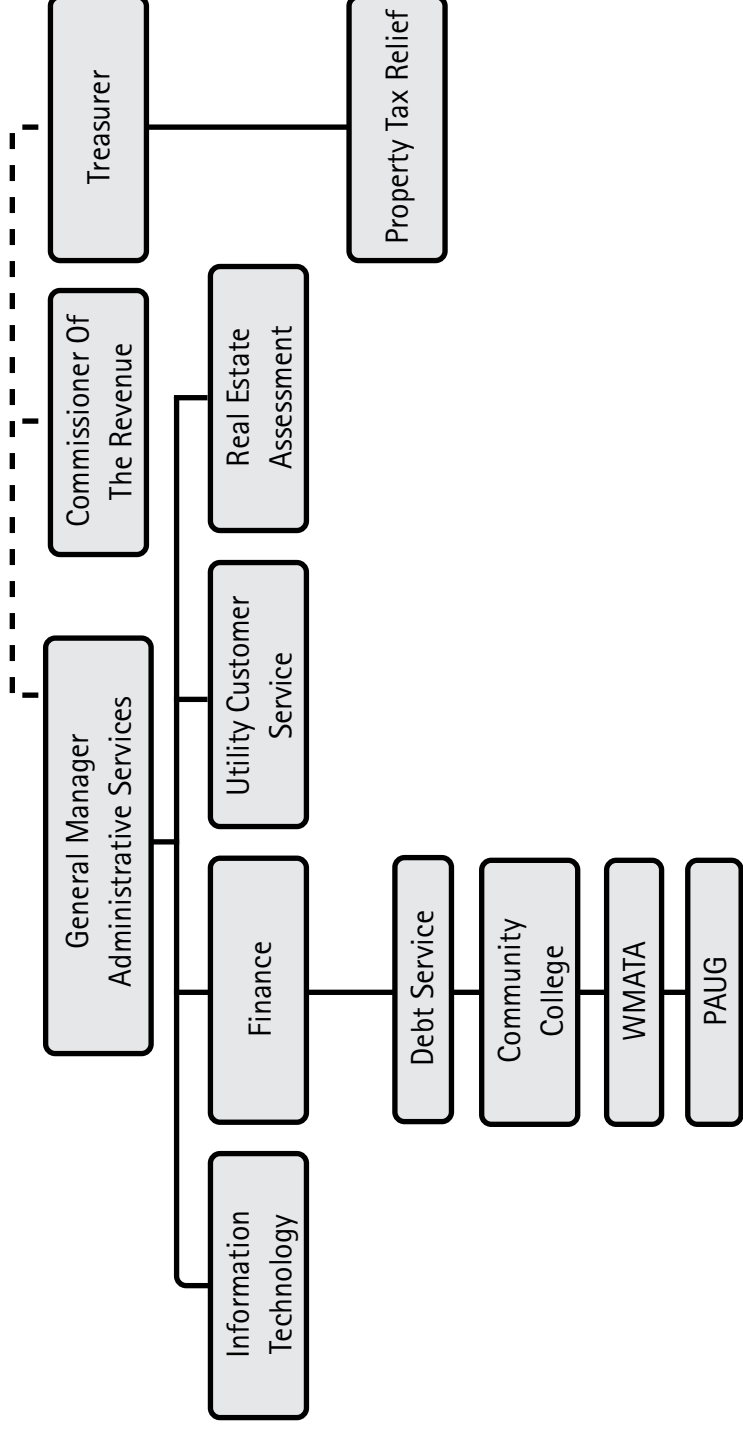 General Manager
Administrative Services
Commissioner Of
The Revenue
Treasurer
Information
Technology
Finance
Utility Customer
Service
Real Estate
Assessment
Property Tax Relief
Debt Service
Community
College
WMATA
PAUG